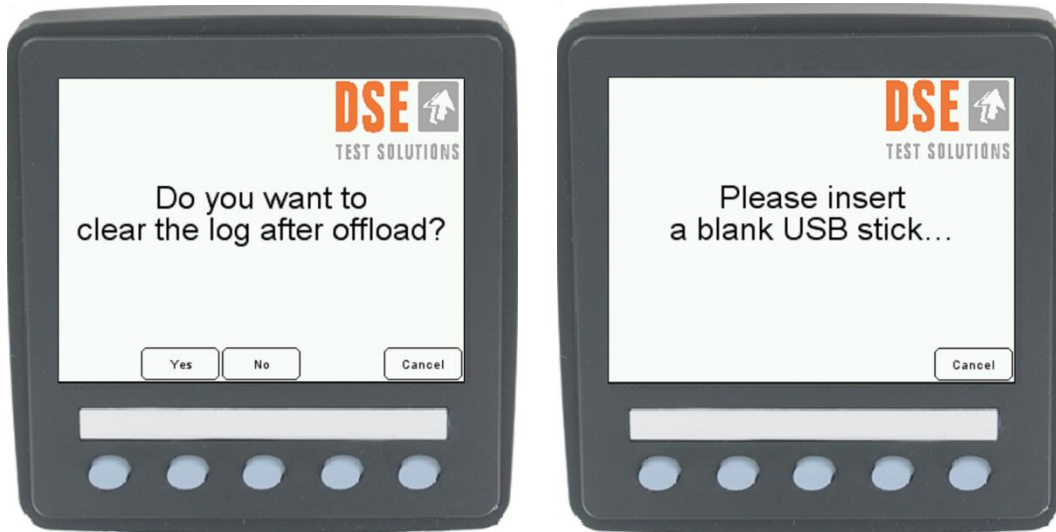 DSE
TEST SOLUTIONS
Do you want to
clear the log after offload?
Yes No Cancel
DSE
TEST SOLUTIONS
Please insert
a blank USB stick...
Cancel